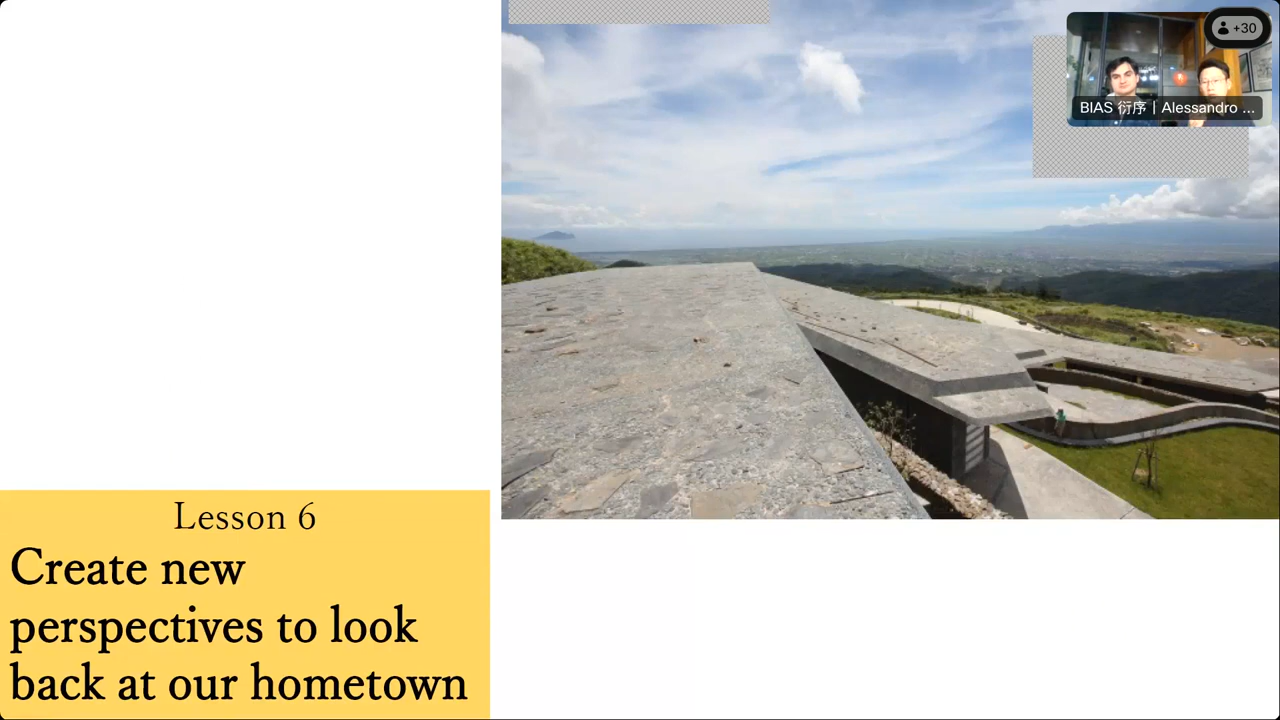 +30
BIAS 衍序 | Alessandro ...
Lesson 6
Create new
perspectives to look
back at our hometown